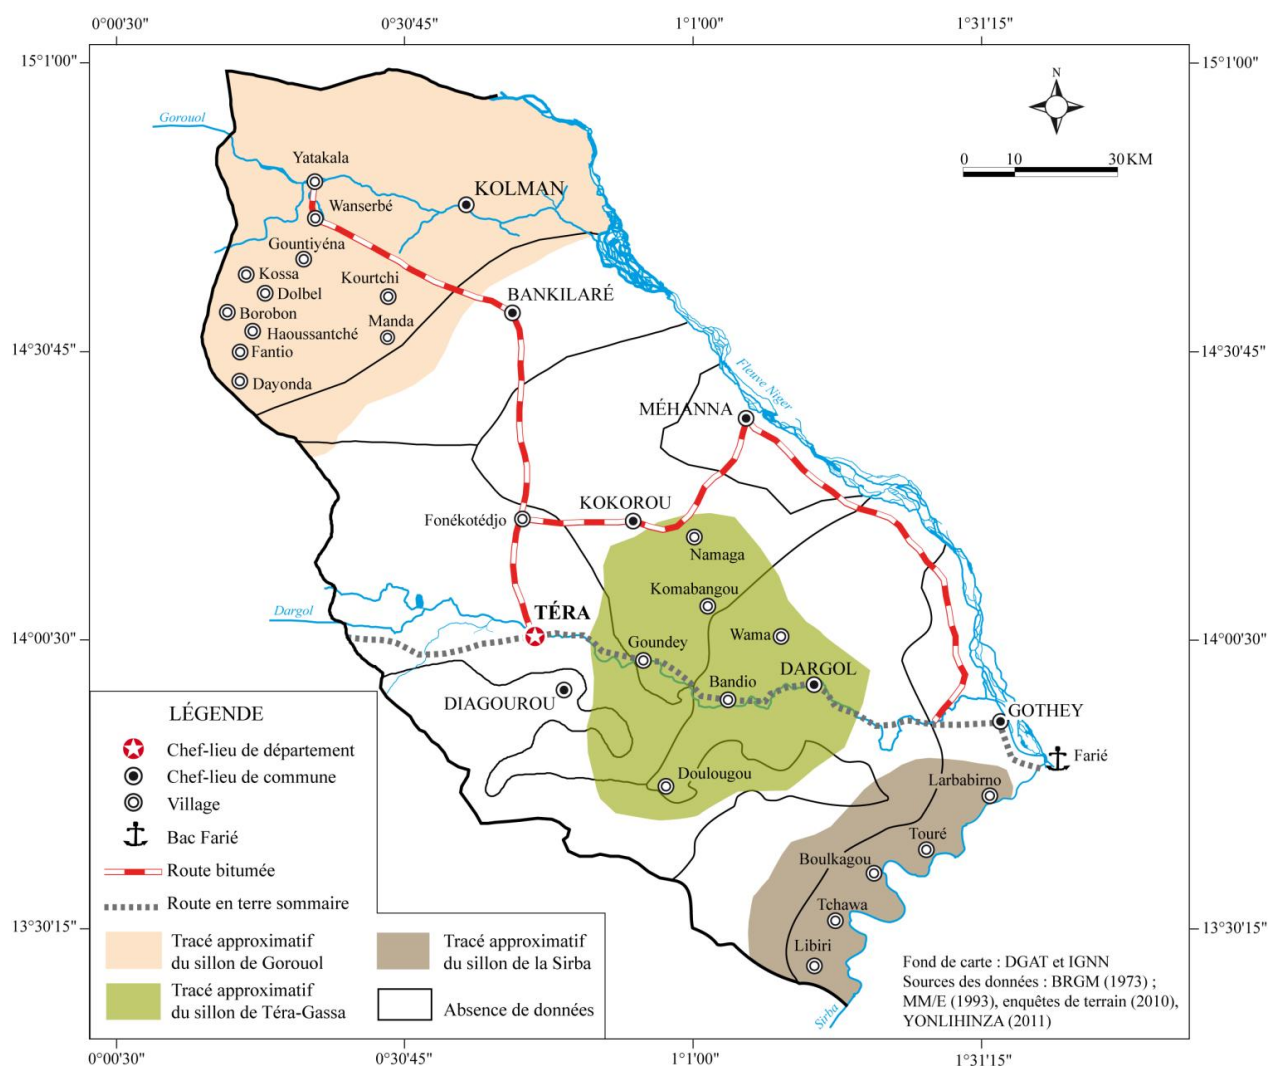 0°00'30"
0°30'45"
1°1'00"
1°31'15"
15°1'00"
15°1'00"
N
Gorouol
0
10
30 KM
Yatakala
KOLMAN
Wanserbé
Gountiyéna
Kossa
Kourtchi
Dolbel
BANKILARÉ
Borobon
Manda
Haoussantché
14°30'45"
Fantio
14°30'45"
Dayonda
Fleuve Niger
MÉHANNA
KOKOROU
Fonékotédjo
Namaga
Komabangou
Dargol
TÉRA
14°00'30"
Goundey
Wama
14°00'30"
DARGOL
Bandio
DIAGOUROU
GOTHEY
Farié
Doulougou
Larbabirno
Touré
Boulkagou
Tchawa
Libiri
Sirba
13°30'15"
13°30'15"
LÉGENDE
Chef-lieu de département
Chef-lieu de commune
Village
Bac Farié
Route bitumée
Route en terre sommaire
Tracé approximatif
du sillon de Gorouol
Tracé approximatif
du sillon de Téra-Gassa
Tracé approximatif
du sillon de la Sirba
Absence de données
Fond de carte : DGAT et IGNN
Sources des données : BRGM (1973) ;
MM/E (1993), enquêtes de terrain (2010),
YONLIHINZA (2011)
0°00'30"
0°30'45"
1°1'00"
1°31'15"